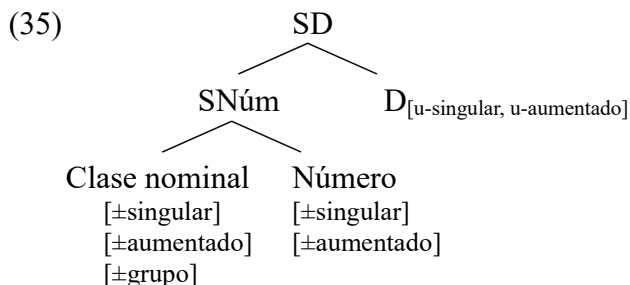 (35) SD
SNúm D[u-singular, u-aumentado]
Clase nominal Número
[±singular] [±singular]
[±aumentado] [±aumentado]
[±grupo]